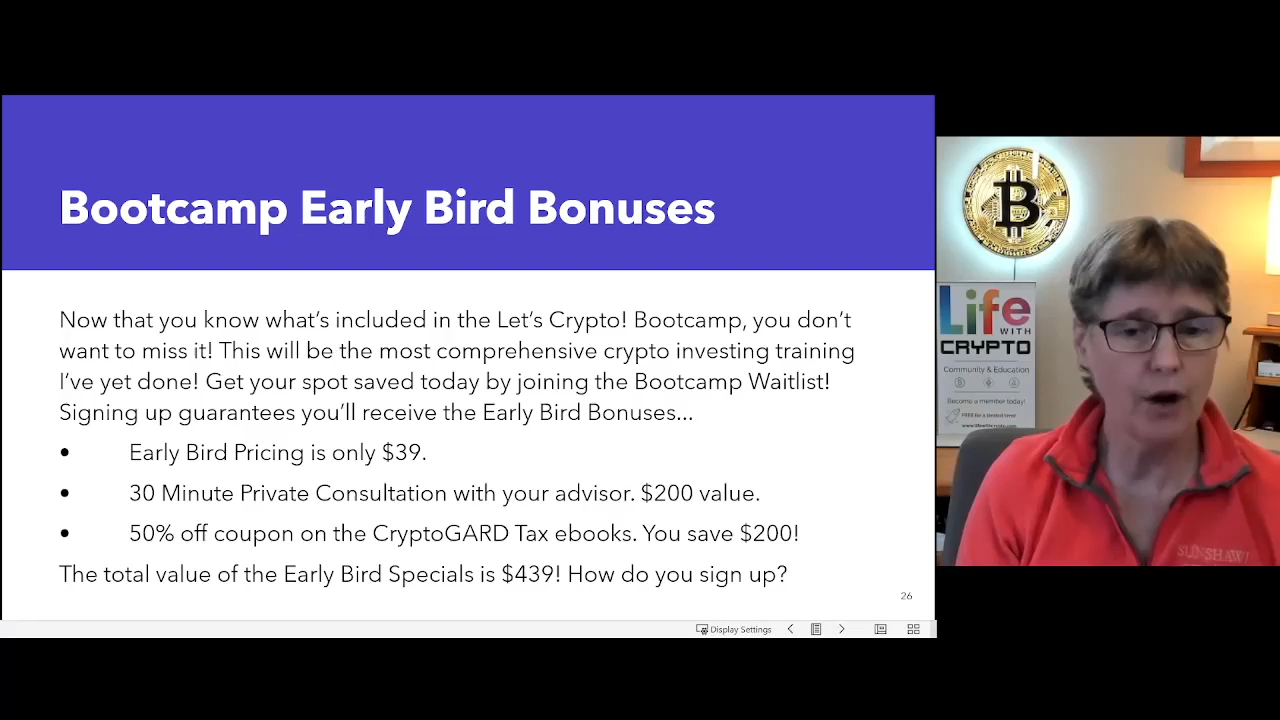 Bootcamp Early Bird Bonuses
Now that you know what's included in the Let's Crypto! Bootcamp, you don't
want to miss it! This will be the most comprehensive crypto investing training
I've yet done! Get your spot saved today by joining the Bootcamp Waitlist!
Signing up guarantees you'll receive the Early Bird Bonuses...
• Early Bird Pricing is only $39.
• 30 Minute Private Consultation with your advisor. $200 value.
• 50% off coupon on the CryptoGARD Tax ebooks. You save $200!
The total value of the Early Bird Specials is $439! How do you sign up?
26
Display Settings
Life
WITH
CRYPTO
Community & Education
Become a member today!